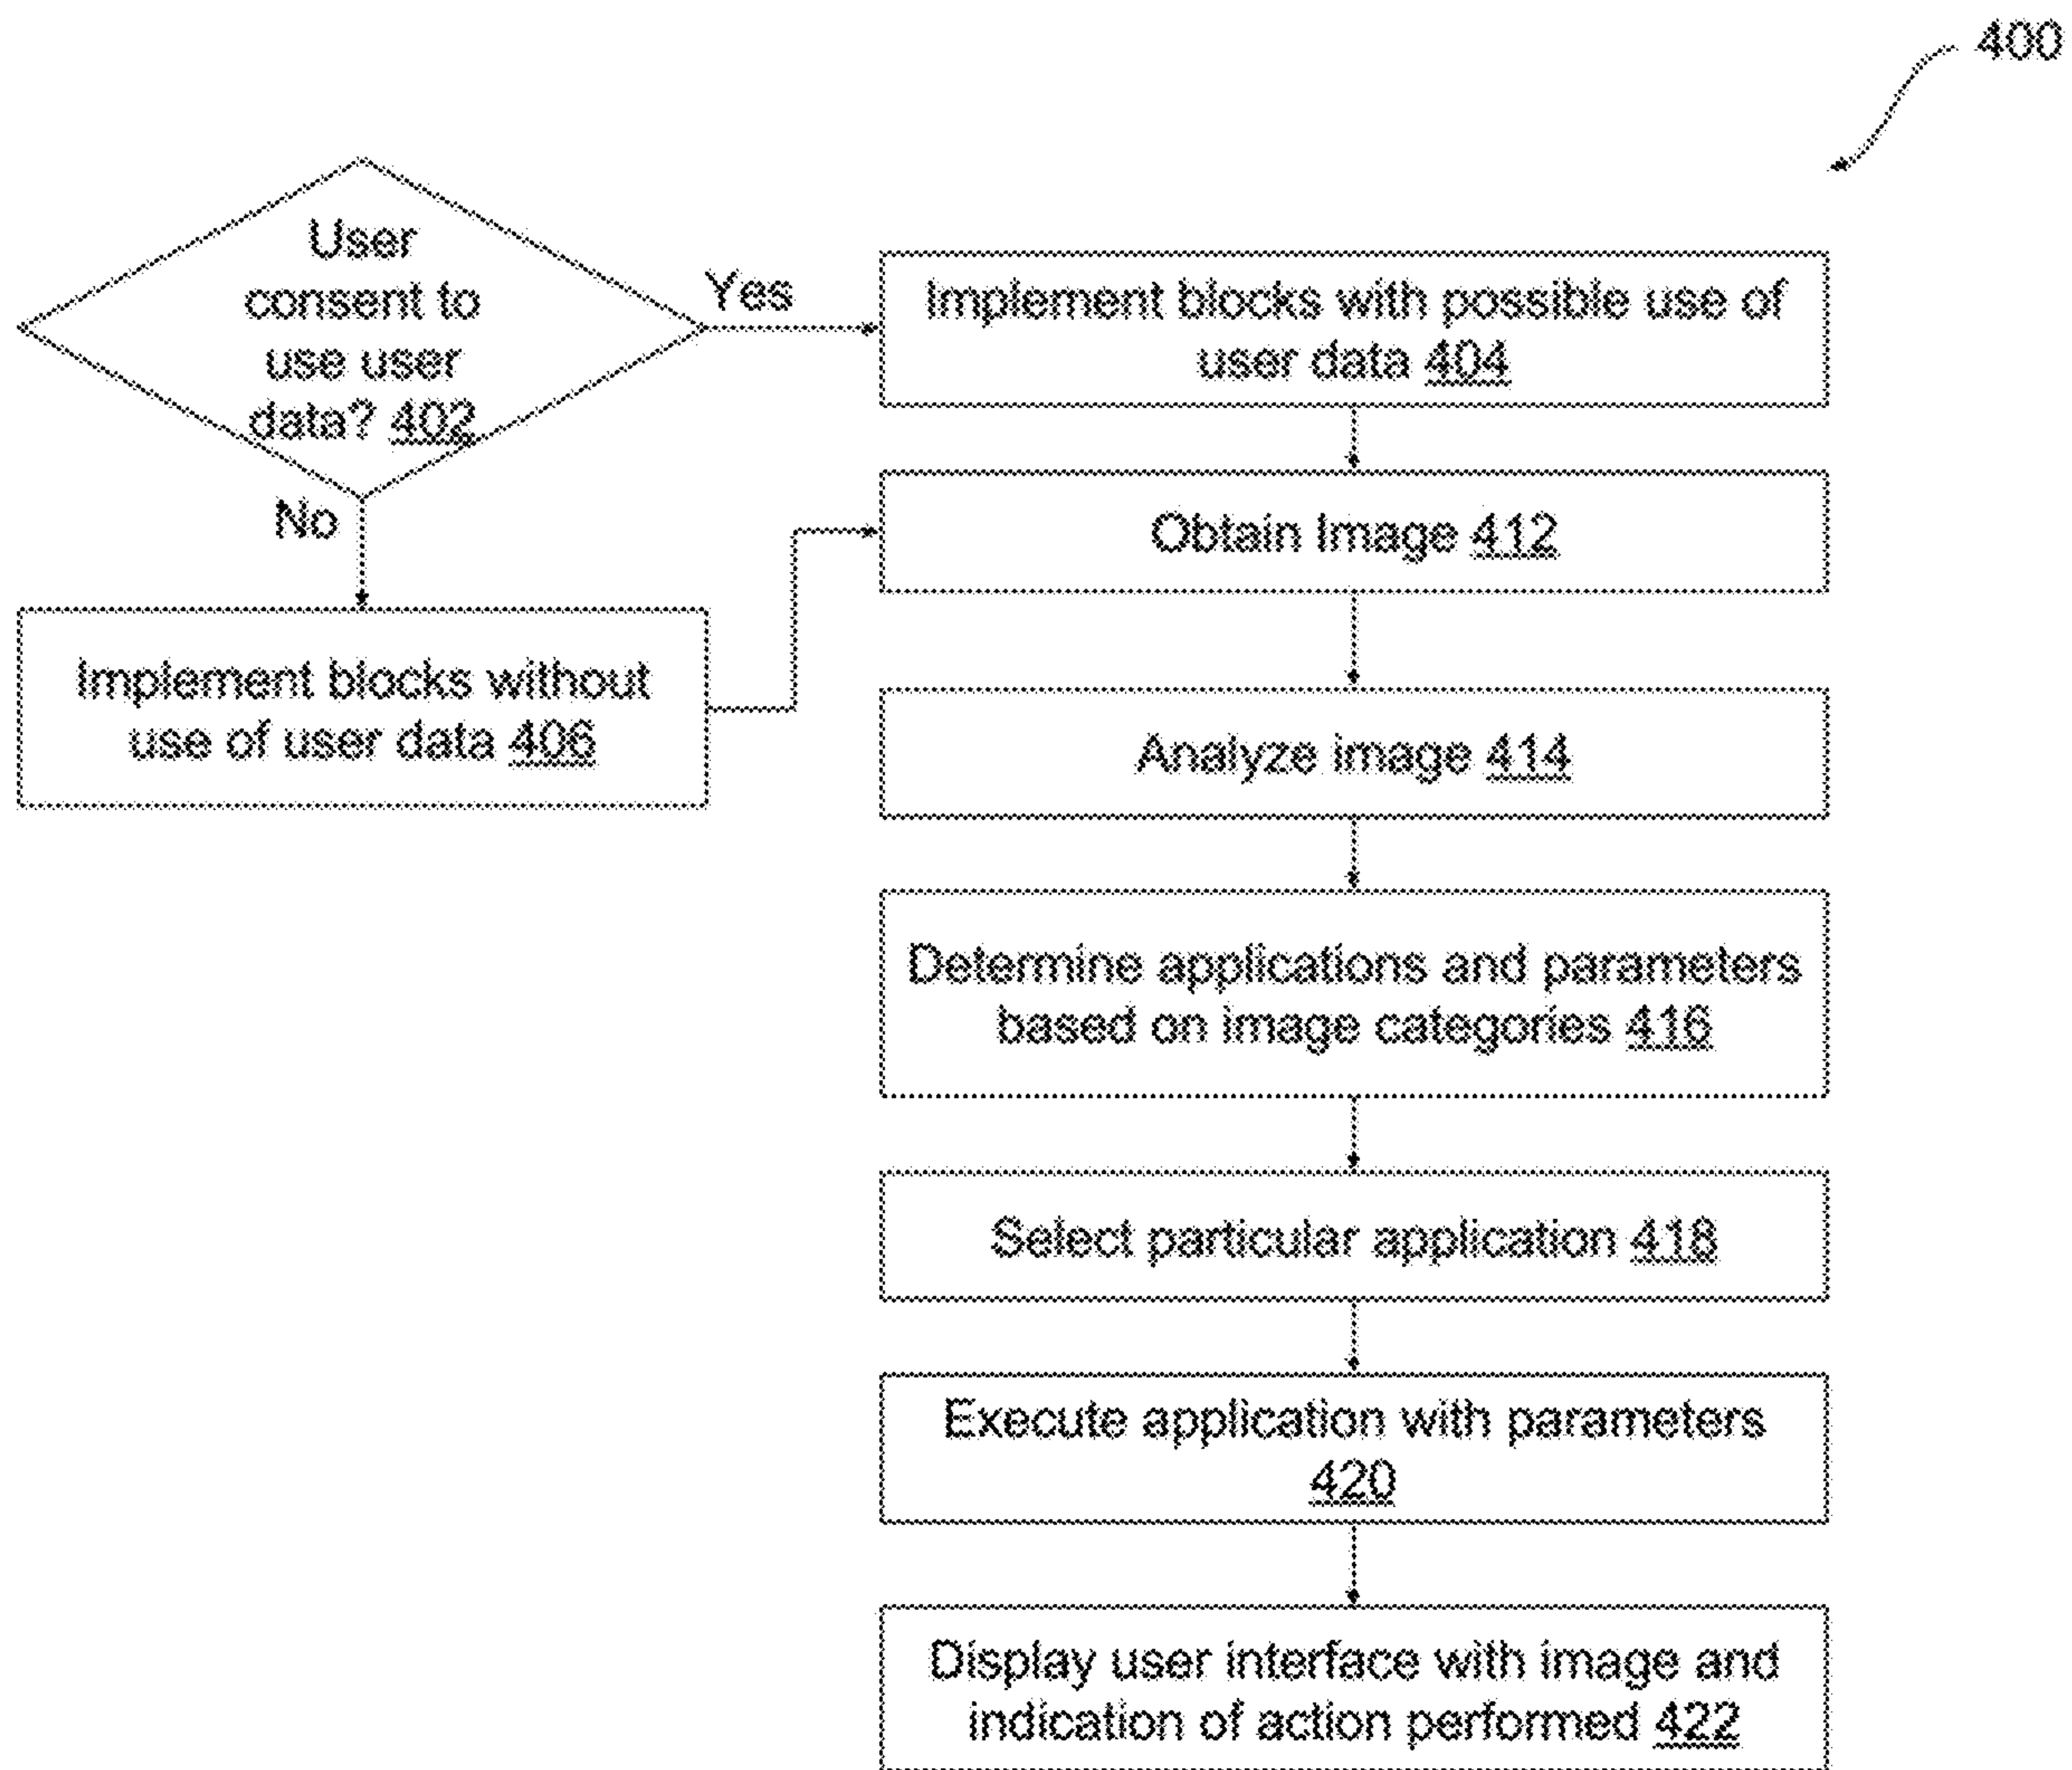 400
User
consent to
use user
data? 402
Yes
No
Implement blocks with possible use of
user data 404
Implement blocks without
use of user data 406
Obtain Image 412
Analyze image 414
Determine applications and parameters
based on image categories 416
Select particular application 418
Execute application with parameters
420
Display user interface with image and
indication of action performed 422